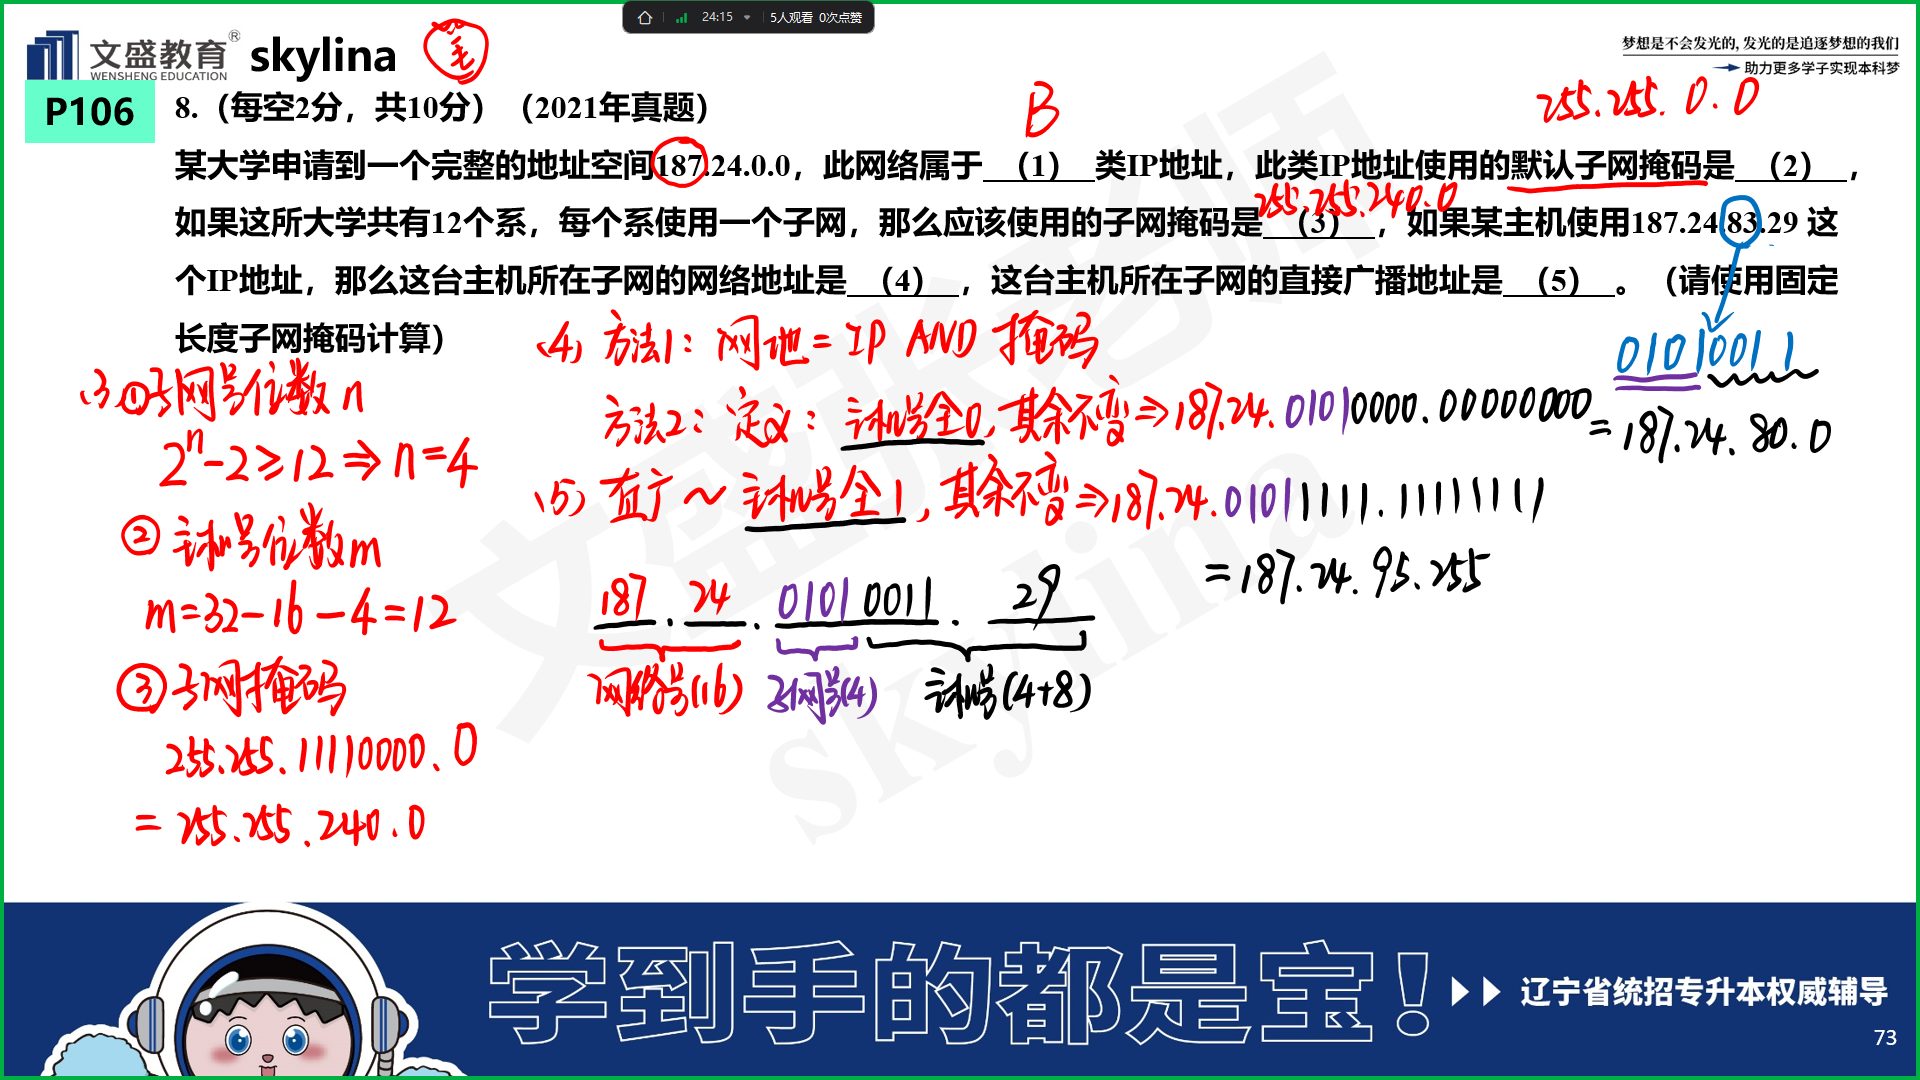 24:15 5人观看 0次点赞
文盛教育® skylina
WENSHENG EDUCATION
梦想是不会发光的, 发光的是追逐梦想的我们
助力更多学子实现本科梦
P106
8.（每空2分，共10分）（2021年真题）
B
255.255.0.0
某大学申请到一个完整的地址空间187.24.0.0，此网络属于 （1） 类IP地址，此类IP地址使用的默认子网掩码是 （2） ，
255.255.240.0
如果这所大学共有12个系，每个系使用一个子网，那么应该使用的子网掩码是 （3） ，如果某主机使用187.24.83.29 这
个IP地址，那么这台主机所在子网的网络地址是 （4） ，这台主机所在子网的直接广播地址是 （5） 。（请使用固定
长度子网掩码计算）
01010011
(3)①子网号位数n
2ⁿ-2≥12⇒n=4
②主机号位数m
m=32-16-4=12
③子网掩码
255.255.11110000.0
=255.255.240.0
(4) 方法1: 网地=IP AND 掩码
方法2: 定义: 主机号全0,其余不变⇒187.24.01010000.00000000
=187.24.80.0
(5) 直广~主机号全1,其余不变⇒187.24.01011111.11111111
=187.24.95.255
187.24.01010011.29
网络号(16) 子网号(4) 主机号(4+8)
文盛张老师
skylina
学到手的都是宝！
辽宁省统招专升本权威辅导
73